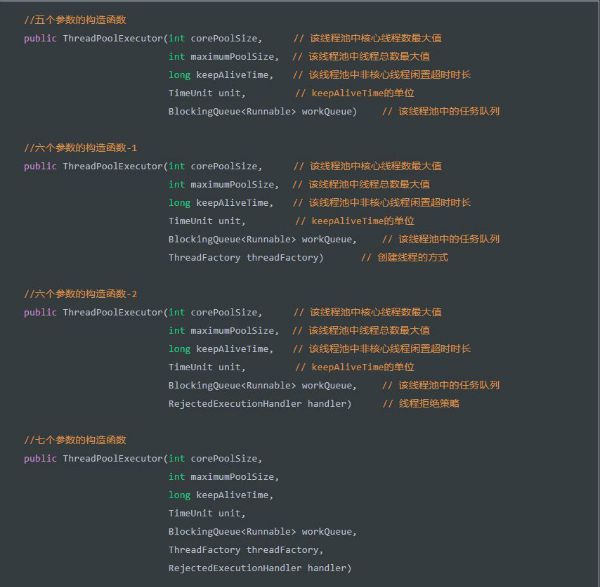 //五个参数的构造函数
public ThreadPoolExecutor(int corePoolSize,     // 该线程池中核心线程数最大值
                          int maximumPoolSize,  // 该线程池中线程总数最大值
                          long keepAliveTime,   // 该线程池中非核心线程闲置超时时长
                          TimeUnit unit,        // keepAliveTime的单位
                          BlockingQueue<Runnable> workQueue)    // 该线程池中的任务队列

//六个参数的构造函数-1
public ThreadPoolExecutor(int corePoolSize,     // 该线程池中核心线程数最大值
                          int maximumPoolSize,  // 该线程池中线程总数最大值
                          long keepAliveTime,   // 该线程池中非核心线程闲置超时时长
                          TimeUnit unit,        // keepAliveTime的单位
                          BlockingQueue<Runnable> workQueue,    // 该线程池中的任务队列
                          ThreadFactory threadFactory)      // 创建线程的方式

//六个参数的构造函数-2
public ThreadPoolExecutor(int corePoolSize,     // 该线程池中核心线程数最大值
                          int maximumPoolSize,  // 该线程池中线程总数最大值
                          long keepAliveTime,   // 该线程池中非核心线程闲置超时时长
                          TimeUnit unit,        // keepAliveTime的单位
                          BlockingQueue<Runnable> workQueue,    // 该线程池中的任务队列
                          RejectedExecutionHandler handler)     // 线程拒绝策略

//七个参数的构造函数
public ThreadPoolExecutor(int corePoolSize,
                          int maximumPoolSize,
                          long keepAliveTime,
                          TimeUnit unit,
                          BlockingQueue<Runnable> workQueue,
                          ThreadFactory threadFactory,
                          RejectedExecutionHandler handler)